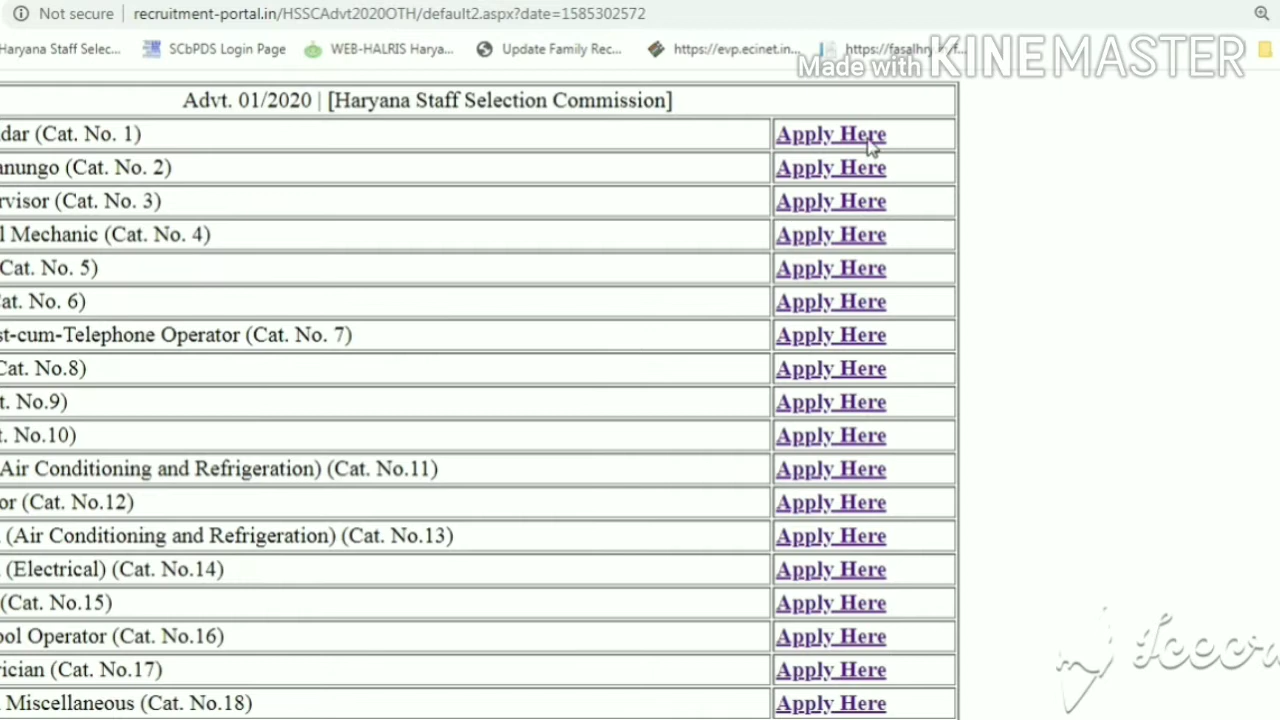 Not secure | recruitment-portal.in/HSSCAdvt2020OTH/default2.aspx?date=1585302572
Haryana Staff Selec... SCbPDS Login Page WEB-HALRIS Harya... Update Family Rec... https://evp.ecinet.in...
Made with KINEMASTER
Advt. 01/2020 | [Haryana Staff Selection Commission]
dar (Cat. No. 1) Apply Here
anungo (Cat. No. 2) Apply Here
rvisor (Cat. No. 3) Apply Here
l Mechanic (Cat. No. 4) Apply Here
Cat. No. 5) Apply Here
at. No. 6) Apply Here
st-cum-Telephone Operator (Cat. No. 7) Apply Here
Cat. No.8) Apply Here
t. No.9) Apply Here
t. No.10) Apply Here
Air Conditioning and Refrigeration) (Cat. No.11) Apply Here
or (Cat. No.12) Apply Here
(Air Conditioning and Refrigeration) (Cat. No.13) Apply Here
(Electrical) (Cat. No.14) Apply Here
(Cat. No.15) Apply Here
ool Operator (Cat. No.16) Apply Here
rician (Cat. No.17) Apply Here
Miscellaneous (Cat. No.18) Apply Here